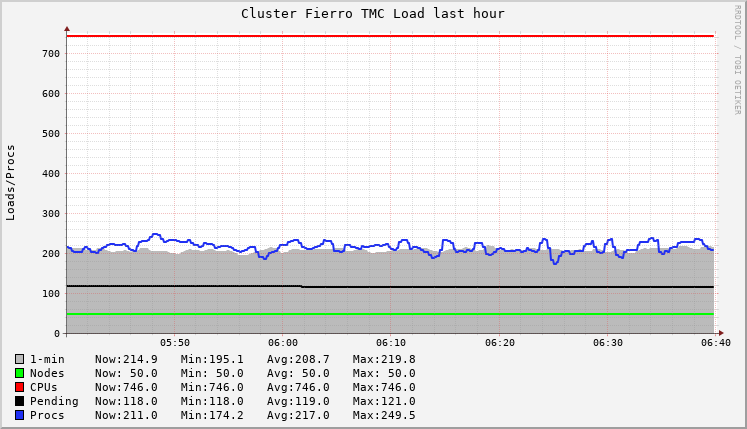 Cluster Fierro TMC Load last hour
RRDTOOL / TOBI OETIKER
Loads/Procs
700
600
500
400
300
200
100
0
05:50 06:00 06:10 06:20 06:30 06:40
1-min Now:214.9 Min:195.1 Avg:208.7 Max:219.8
Nodes Now: 50.0 Min: 50.0 Avg: 50.0 Max: 50.0
CPUs Now:746.0 Min:746.0 Avg:746.0 Max:746.0
Pending Now:118.0 Min:118.0 Avg:119.0 Max:121.0
Procs Now:211.0 Min:174.2 Avg:217.0 Max:249.5